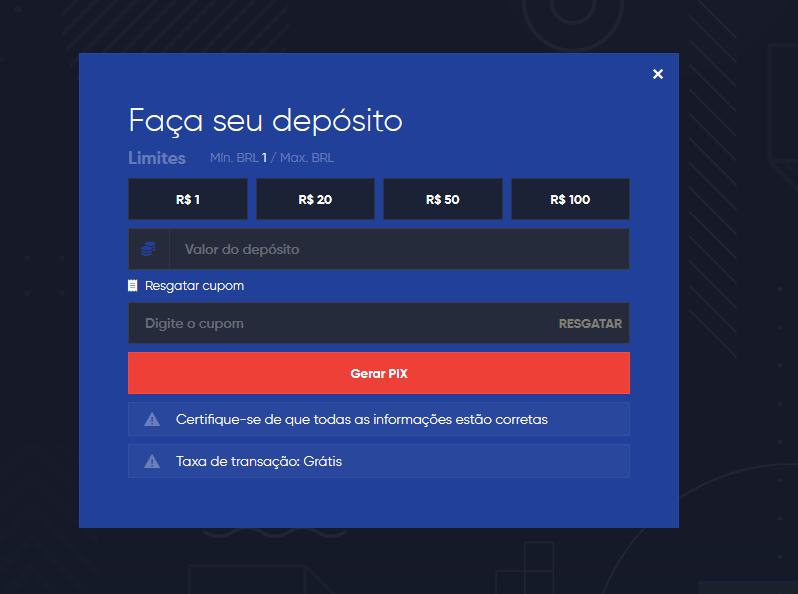 ×
Faça seu depósito
Limites Mín. BRL 1 / Max. BRL
R$ 1 R$ 20 R$ 50 R$ 100
Valor do depósito
Resgatar cupom
Digite o cupom RESGATAR
Gerar PIX
Certifique-se de que todas as informações estão corretas
Taxa de transação: Grátis